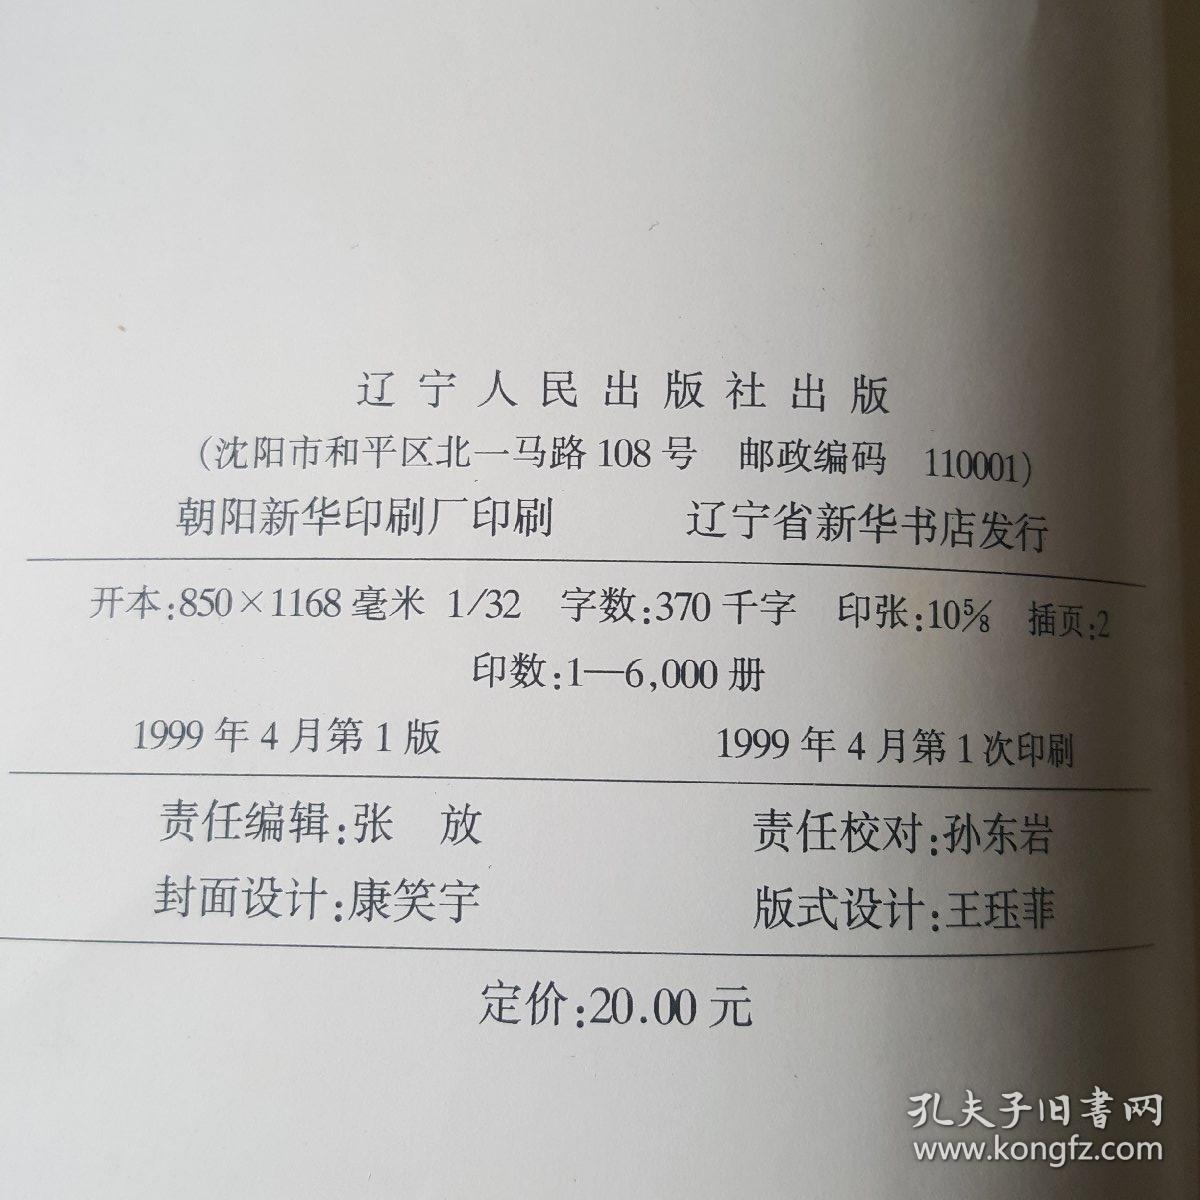 辽宁人民出版社出版
(沈阳市和平区北一马路108号 邮政编码 110001)
朝阳新华印刷厂印刷 辽宁省新华书店发行
开本:850×1168毫米 1/32 字数:370千字 印张:10⅝ 插页:2
印数:1—6,000册
1999年4月第1版 1999年4月第1次印刷
责任编辑:张 放 责任校对:孙东岩
封面设计:康笑宇 版式设计:王珏菲
定价:20.00元
孔夫子旧書网
www.kongfz.com